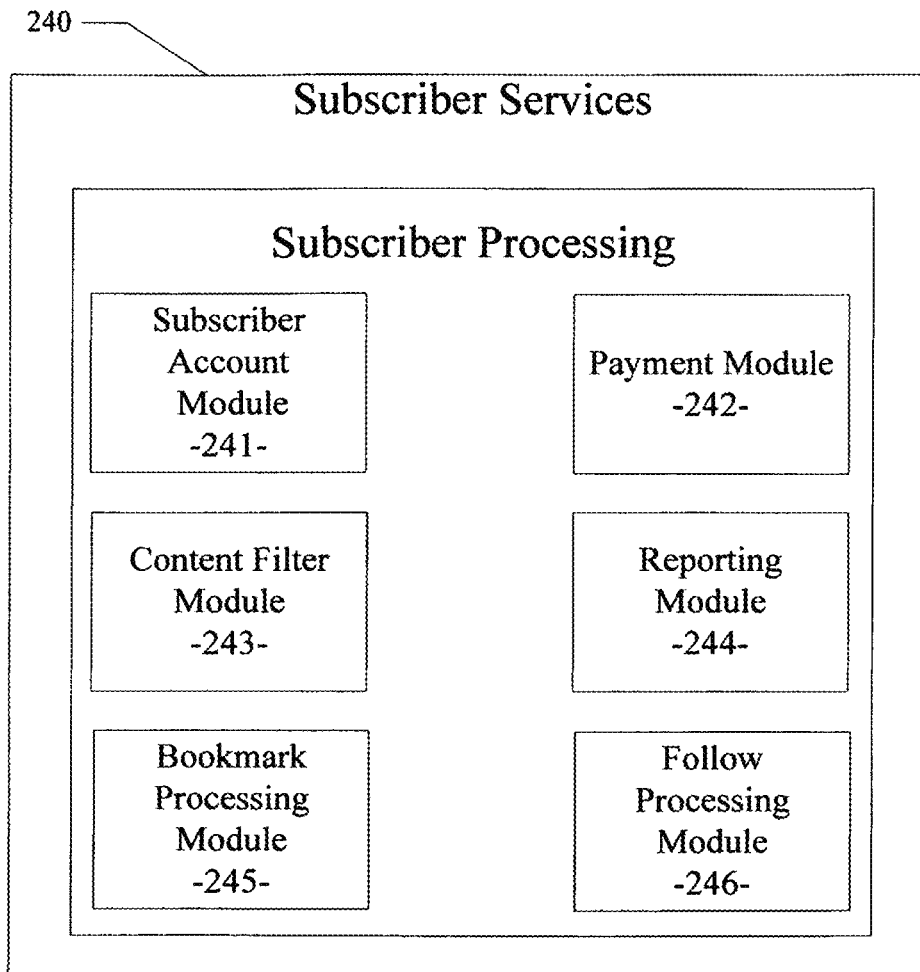 240
Subscriber Services
Subscriber Processing
Subscriber
Account
Module
-241-
Payment Module
-242-
Content Filter
Module
-243-
Reporting
Module
-244-
Bookmark
Processing
Module
-245-
Follow
Processing
Module
-246-